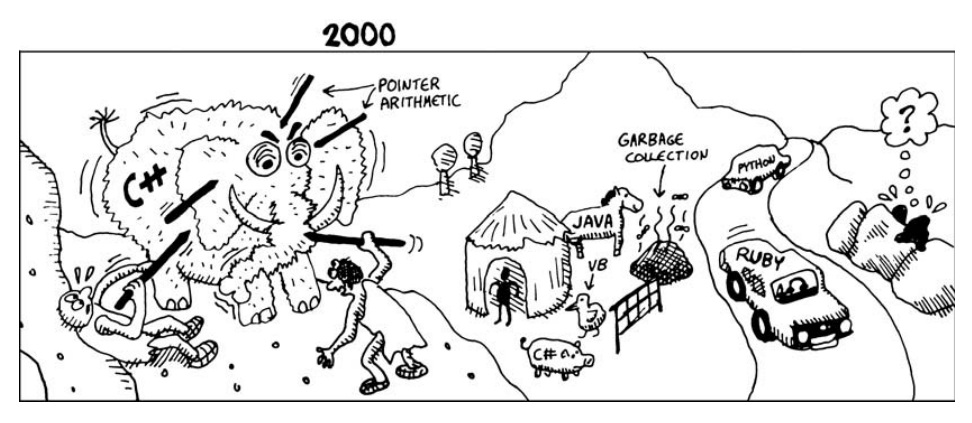 2000
POINTER
ARITHMETIC
C++
GARBAGE
COLLECTION
PYTHON
?
JAVA
VB
RUBY
C#